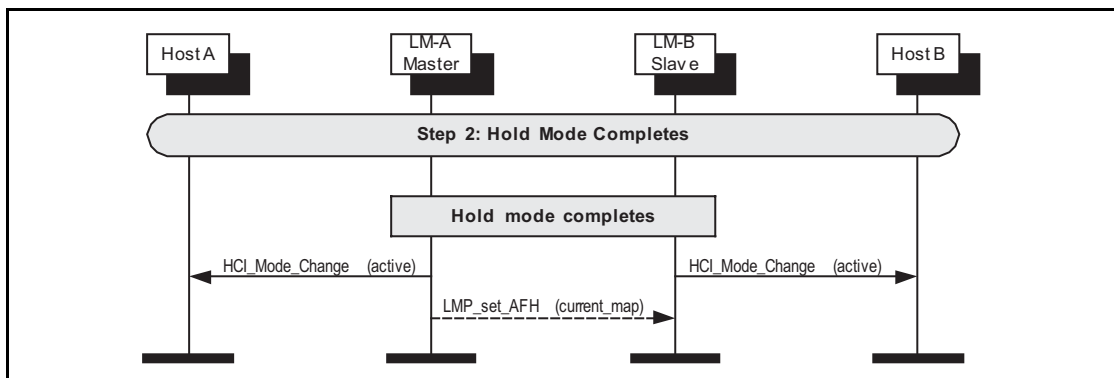 Host A
LM-A
Master
LM-B
Slave
Host B
Step 2: Hold Mode Completes
Hold mode completes
HCI_Mode_Change (active)
HCI_Mode_Change (active)
LMP_set_AFH (current_map)